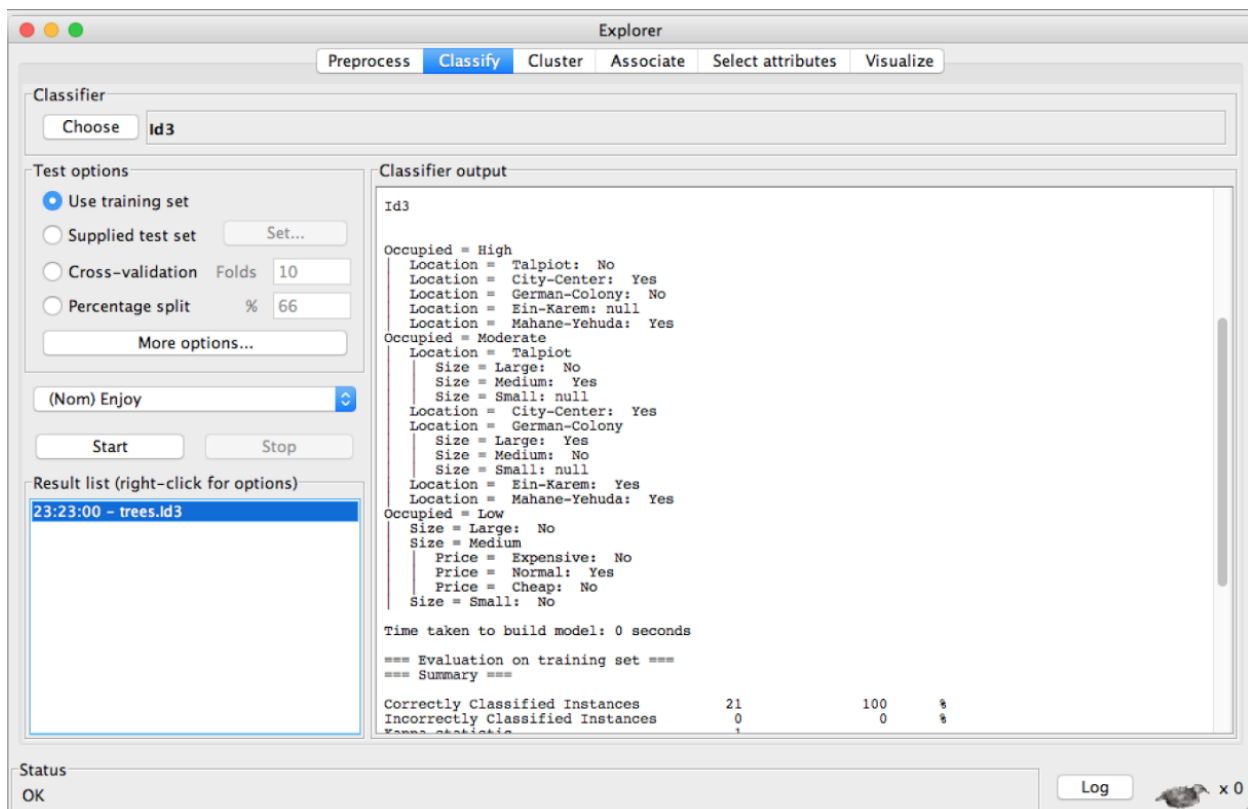 Explorer
Preprocess Classify Cluster Associate Select attributes Visualize
Classifier
Choose Id3
Test options
Use training set
Supplied test set Set...
Cross-validation Folds 10
Percentage split % 66
More options...
(Nom) Enjoy
Start Stop
Result list (right-click for options)
23:23:00 - trees.Id3
Classifier output
Id3
Occupied = High
| Location = Talpiot: No
| Location = City-Center: Yes
| Location = German-Colony: No
| Location = Ein-Karem: null
| Location = Mahane-Yehuda: Yes
Occupied = Moderate
| Location = Talpiot
| | Size = Large: No
| | Size = Medium: Yes
| | Size = Small: null
| Location = City-Center: Yes
| Location = German-Colony
| | Size = Large: Yes
| | Size = Medium: No
| | Size = Small: null
| Location = Ein-Karem: Yes
| Location = Mahane-Yehuda: Yes
Occupied = Low
| Size = Large: No
| Size = Medium
| | Price = Expensive: No
| | Price = Normal: Yes
| | Price = Cheap: No
| Size = Small: No
Time taken to build model: 0 seconds
=== Evaluation on training set ===
=== Summary ===
Correctly Classified Instances 21 100 %
Incorrectly Classified Instances 0 0 %
Kappa statistic 1
Status
OK
Log x 0